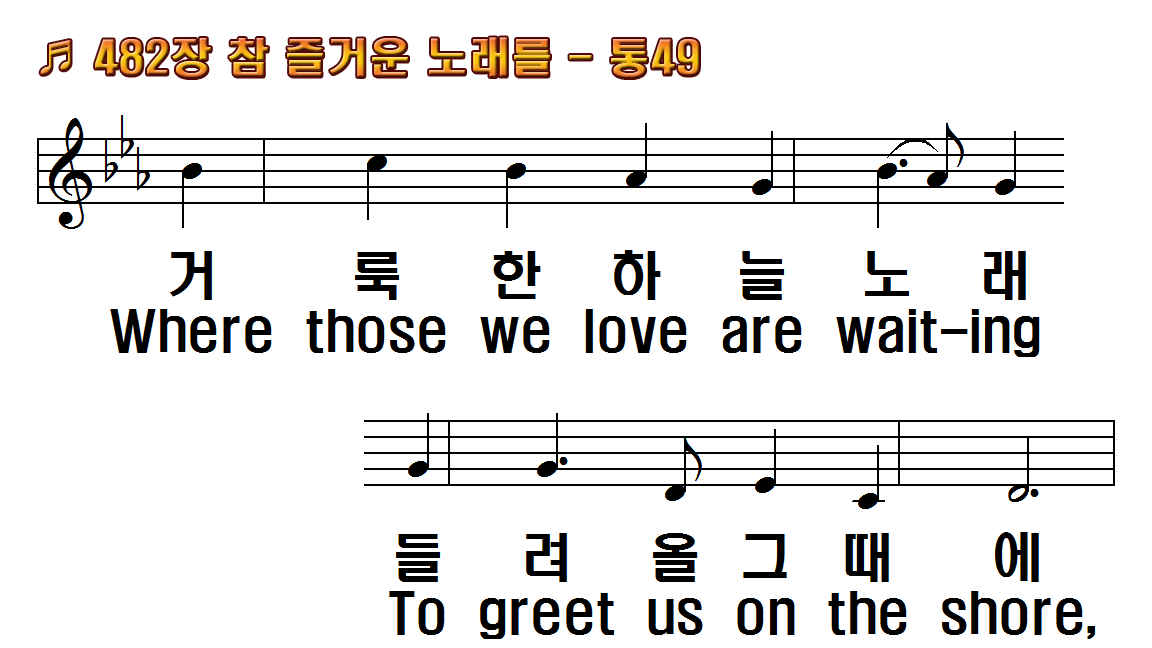 ♬ 482장 참 즐거운 노래를 - 통49
거 룩 한 하 늘 노 래
Where those we love are wait-ing
들 려 올 그 때 에
To greet us on the shore,